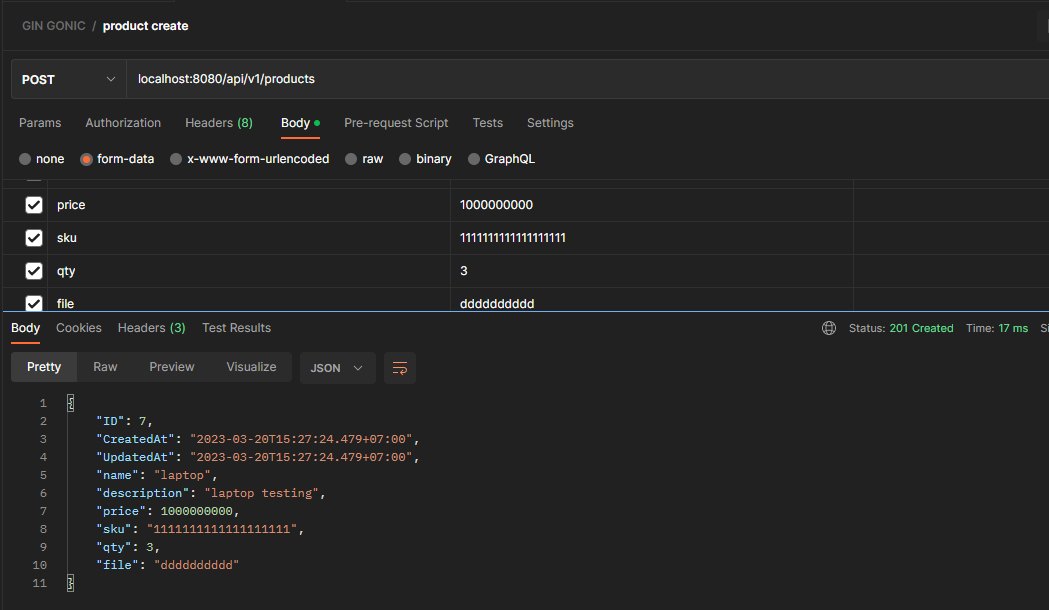 GIN GONIC / product create
POST localhost:8080/api/v1/products
Params Authorization Headers (8) Body Pre-request Script Tests Settings
none form-data x-www-form-urlencoded raw binary GraphQL
price 1000000000
sku 1111111111111111111
qty 3
file dddddddddd
Body Cookies Headers (3) Test Results Status: 201 Created Time: 17 ms Si
Pretty Raw Preview Visualize JSON
1 {
2 "ID": 7,
3 "CreatedAt": "2023-03-20T15:27:24.479+07:00",
4 "UpdatedAt": "2023-03-20T15:27:24.479+07:00",
5 "name": "laptop",
6 "description": "laptop testing",
7 "price": 1000000000,
8 "sku": "1111111111111111111",
9 "qty": 3,
10 "file": "dddddddddd"
11 }